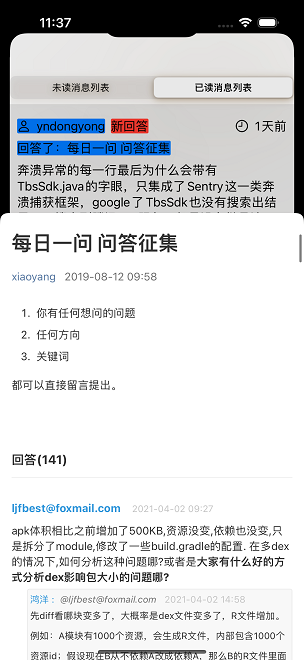 11:37
未读消息列表
已读消息列表
yndongyong 新回答 1天前
回答了：每日一问 问答征集
奔溃异常的每一行最后为什么会带有
TbsSdk.java的字眼，只集成了Sentry这一类奔
溃捕获框架，google了TbsSdk也没有搜索出结
每日一问 问答征集
xiaoyang 2019-08-12 09:58
1. 你有任何想问的问题
2. 任何方向
3. 关键词
都可以直接留言提出。
回答(141)
ljfbest@foxmail.com 2021-04-02 09:27
apk体积相比之前增加了500KB,资源没变,依赖也没变,只
是拆分了module,修改了一些build.gradle的配置. 在多dex
的情况下,如何分析这种问题哪?或者是大家有什么好的方
式分析dex影响包大小的问题哪?
鸿洋： @ljfbest@foxmail.com 2021-04-02 14:58
先diff看哪块变多了，大概率是dex文件变多了，R文件增加。
例如：A模块有1000个资源，会生成R文件，内部包含1000个
资源id；假设现在B从不依赖A改成依赖A，那么B的R文件里面